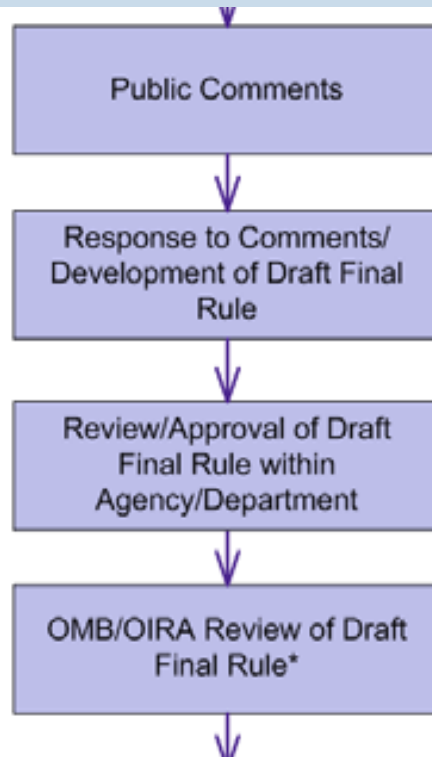 Public Comments
Response to Comments/
Development of Draft Final
Rule
Review/Approval of Draft
Final Rule within
Agency/Department
OMB/OIRA Review of Draft
Final Rule*